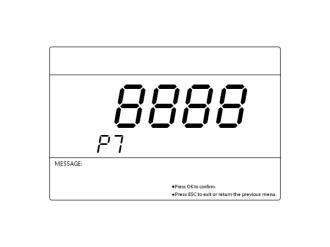 8888
P7
MESSAGE:
●Press OK to confirm.
●Press ESC to exit or return the previous menu.